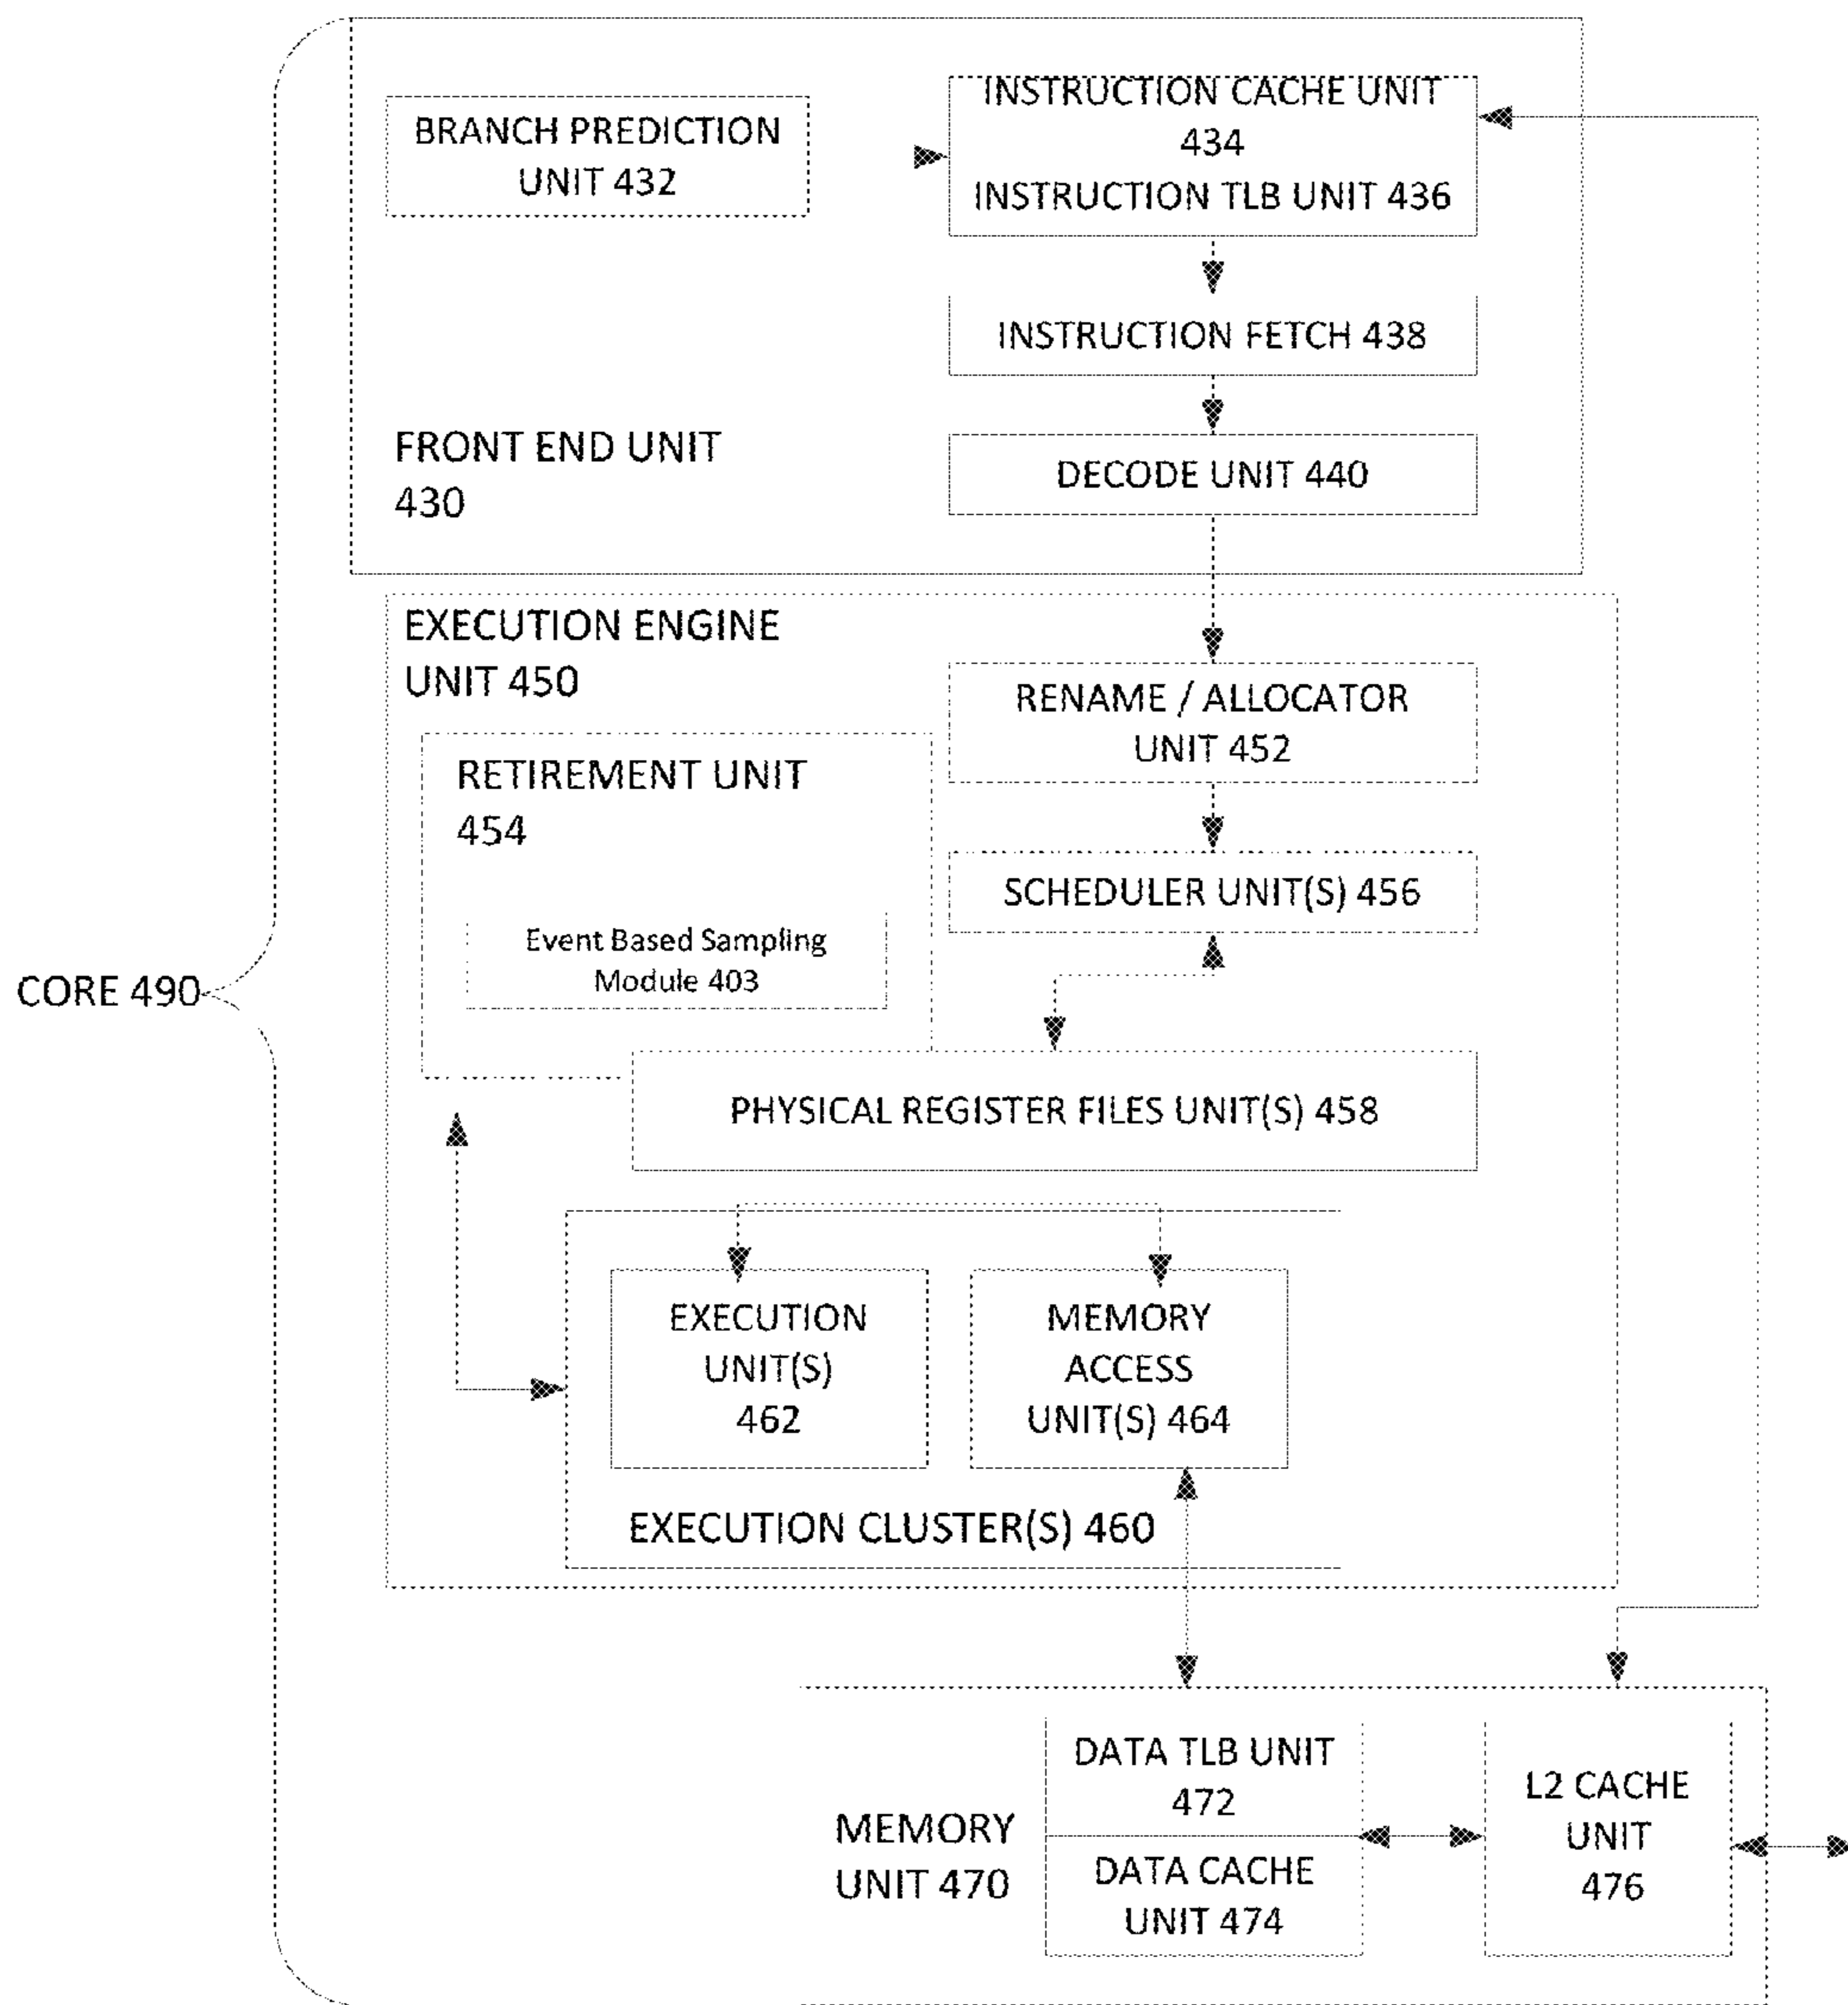 BRANCH PREDICTION
UNIT 432
INSTRUCTION CACHE UNIT
434
INSTRUCTION TLB UNIT 436
INSTRUCTION FETCH 438
FRONT END UNIT
430
DECODE UNIT 440
EXECUTION ENGINE
UNIT 450
RENAME / ALLOCATOR
UNIT 452
RETIREMENT UNIT
454
SCHEDULER UNIT(S) 456
Event Based Sampling
Module 403
CORE 490
PHYSICAL REGISTER FILES UNIT(S) 458
EXECUTION
UNIT(S)
462
MEMORY
ACCESS
UNIT(S) 464
EXECUTION CLUSTER(S) 460
MEMORY
UNIT 470
DATA TLB UNIT
472
DATA CACHE
UNIT 474
L2 CACHE
UNIT
476